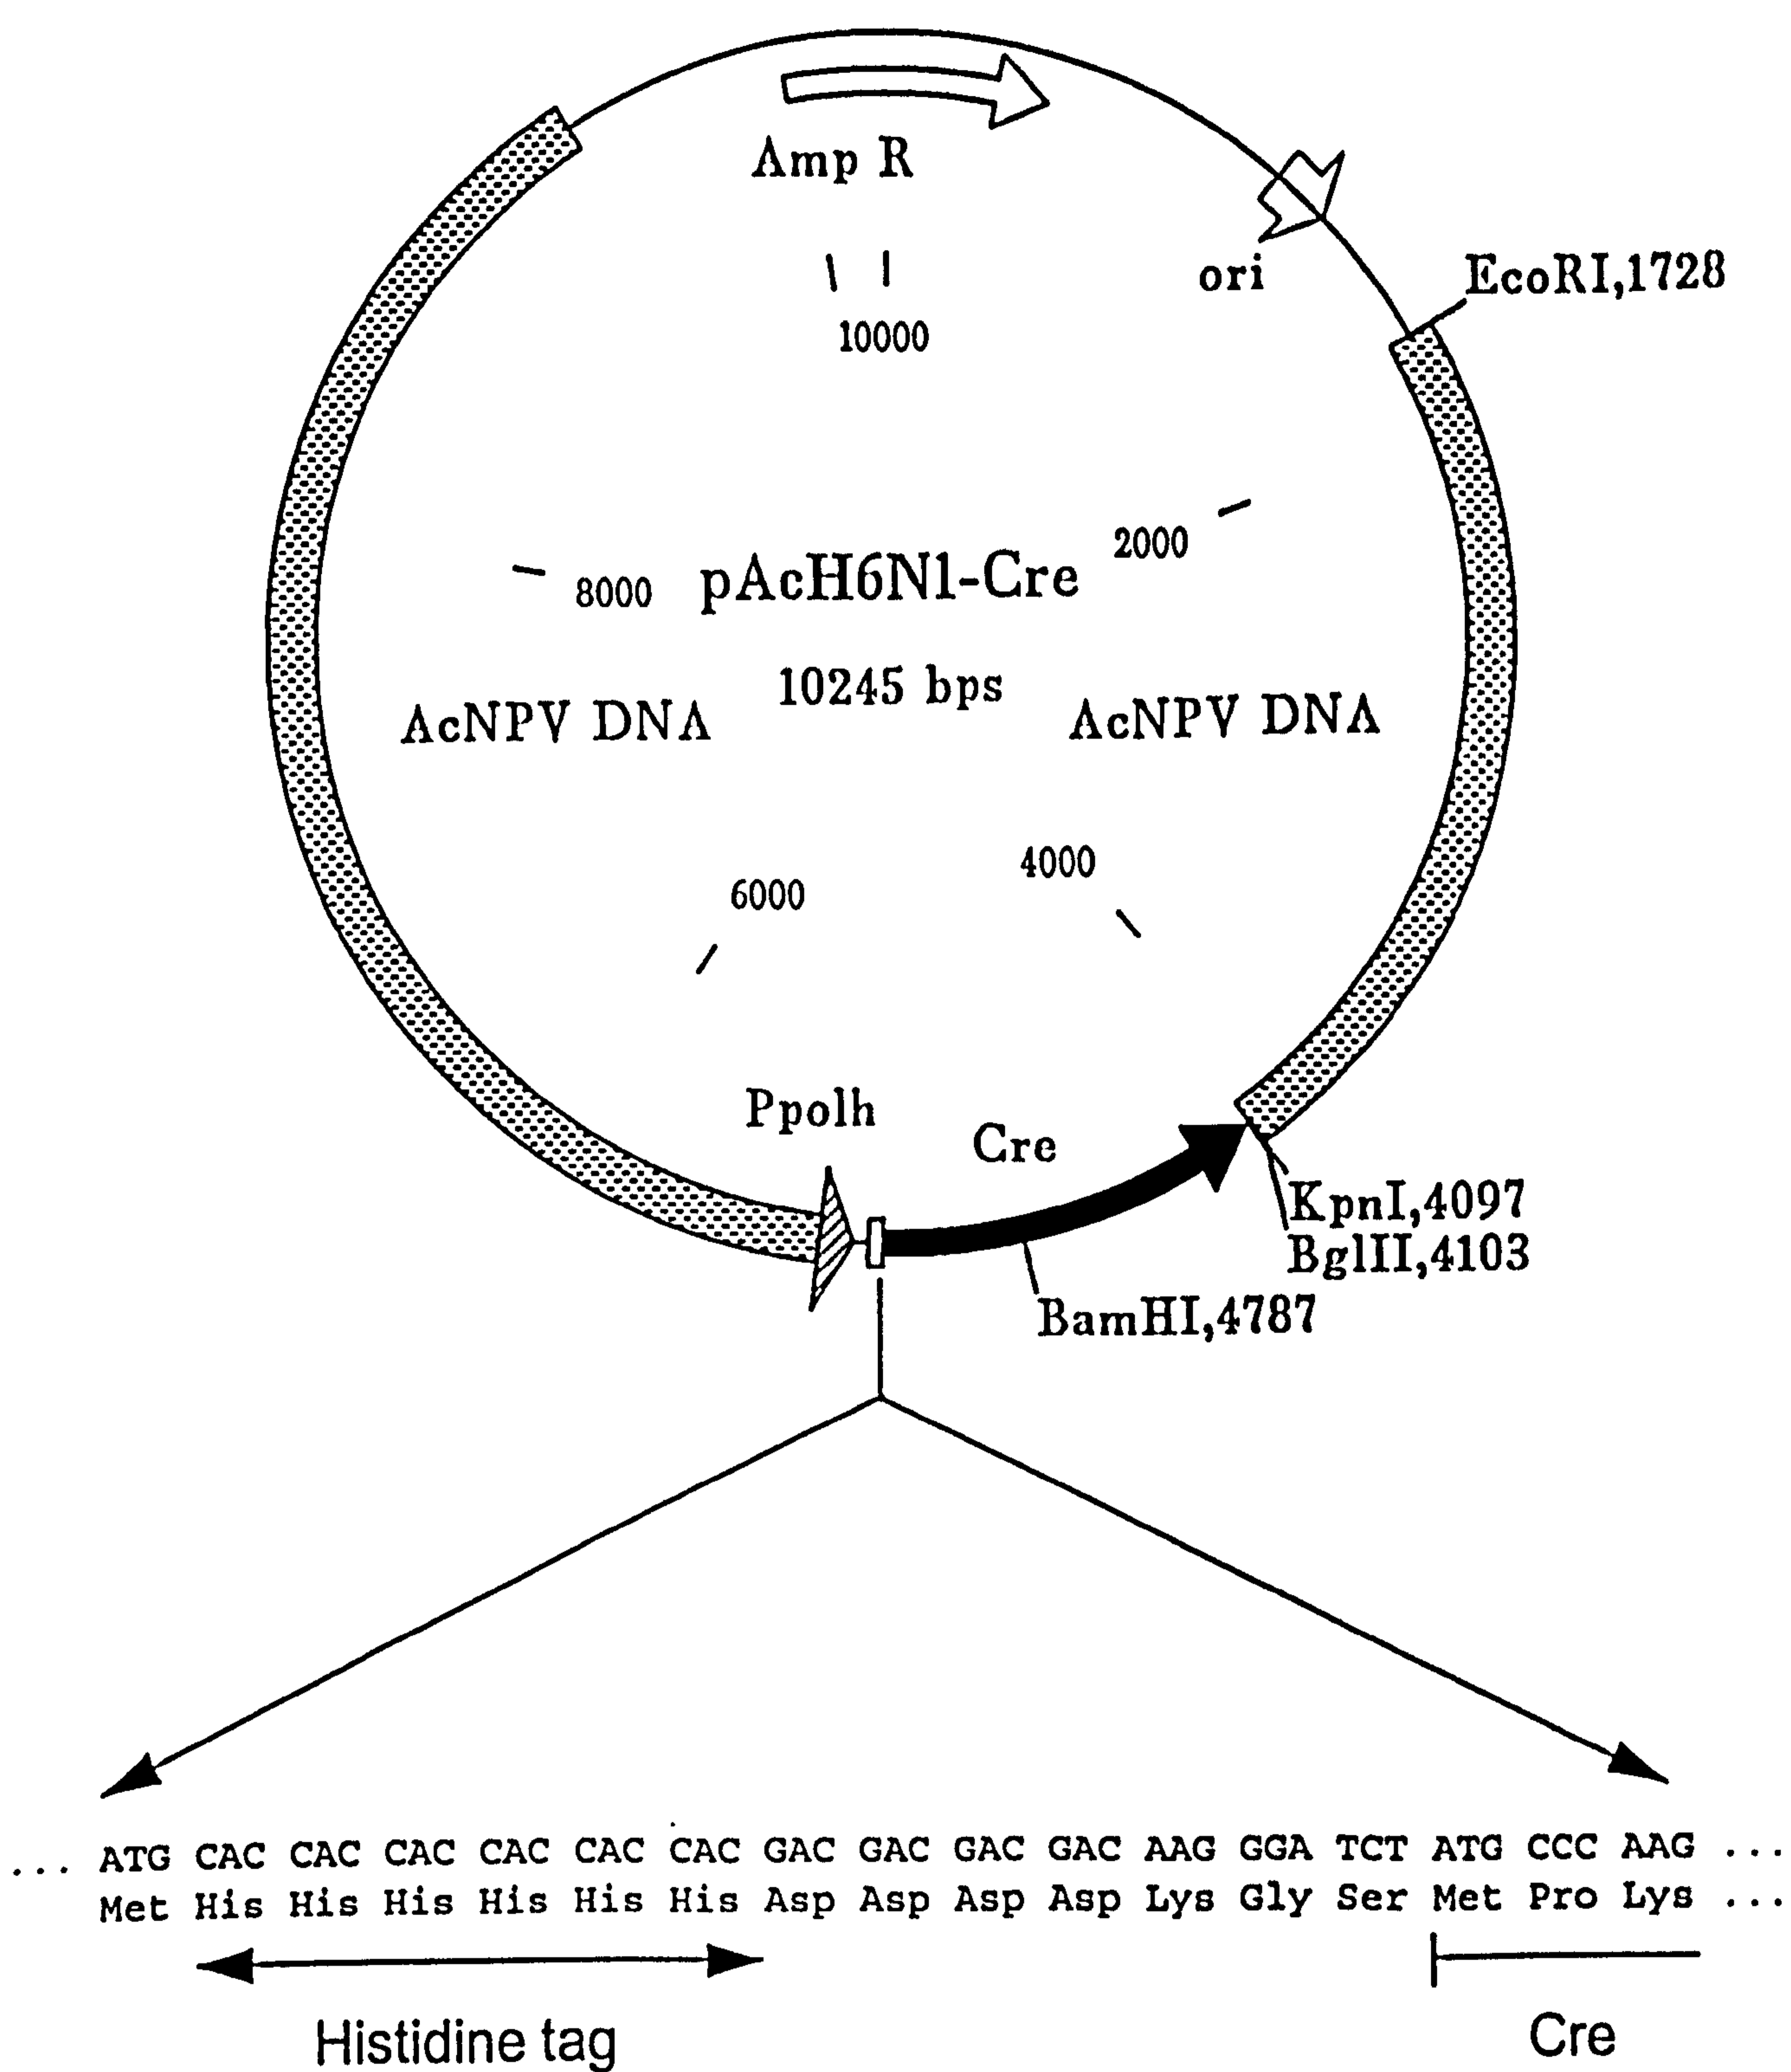 Amp R
ori
EcoRI,1728
10000
2000
8000
pAcH6N1-Cre
10245 bps
AcNPV DNA
AcNPV DNA
4000
6000
Ppolh
Cre
KpnI,4097
BglII,4103
BamHI,4787
... ATG CAC CAC CAC CAC CAC CAC GAC GAC GAC GAC AAG GGA TCT ATG CCC AAG ...
Met His His His His His His Asp Asp Asp Asp Lys Gly Ser Met Pro Lys ...
Histidine tag
Cre